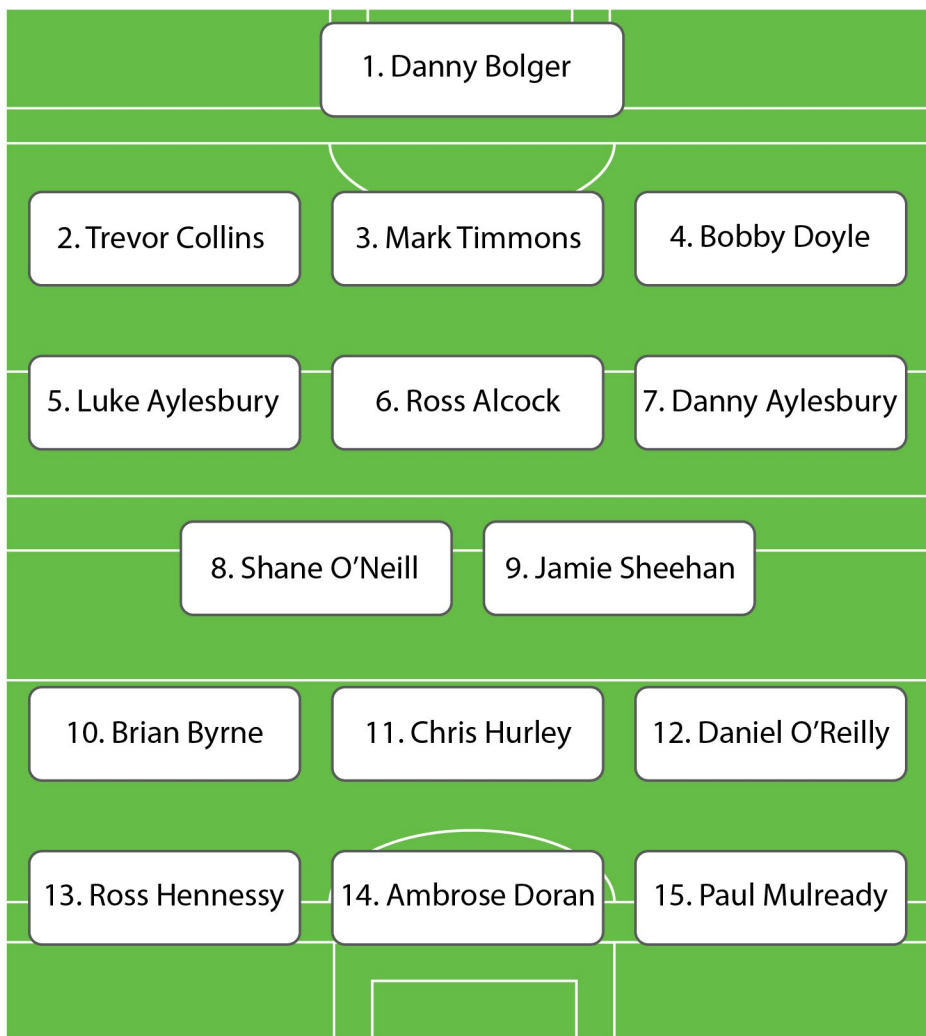 1. Danny Bolger
2. Trevor Collins
3. Mark Timmons
4. Bobby Doyle
5. Luke Aylesbury
6. Ross Alcock
7. Danny Aylesbury
8. Shane O’Neill
9. Jamie Sheehan
10. Brian Byrne
11. Chris Hurley
12. Daniel O’Reilly
13. Ross Hennessy
14. Ambrose Doran
15. Paul Mulready